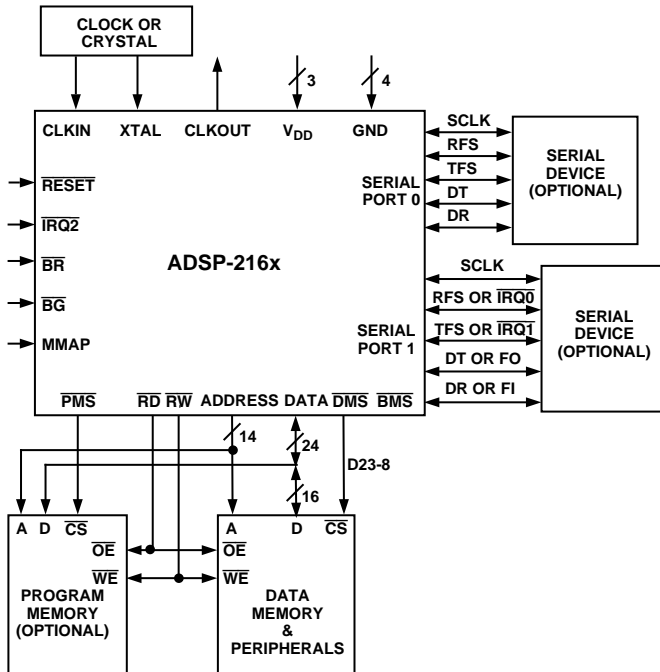 CLOCK OR
CRYSTAL
3
4
CLKIN XTAL CLKOUT VDD GND
RESET
IRQ2
BR
BG
MMAP
ADSP-216x
SERIAL
PORT 0
SCLK
RFS
TFS
DT
DR
SERIAL
DEVICE
(OPTIONAL)
SERIAL
PORT 1
SCLK
RFS OR IRQ0
TFS OR IRQ1
DT OR FO
DR OR FI
SERIAL
DEVICE
(OPTIONAL)
PMS RD RW ADDRESS DATA DMS BMS
14
24
D23-8
16
A D CS
OE
WE
PROGRAM
MEMORY
(OPTIONAL)
A D CS
OE
WE
DATA
MEMORY
&
PERIPHERALS